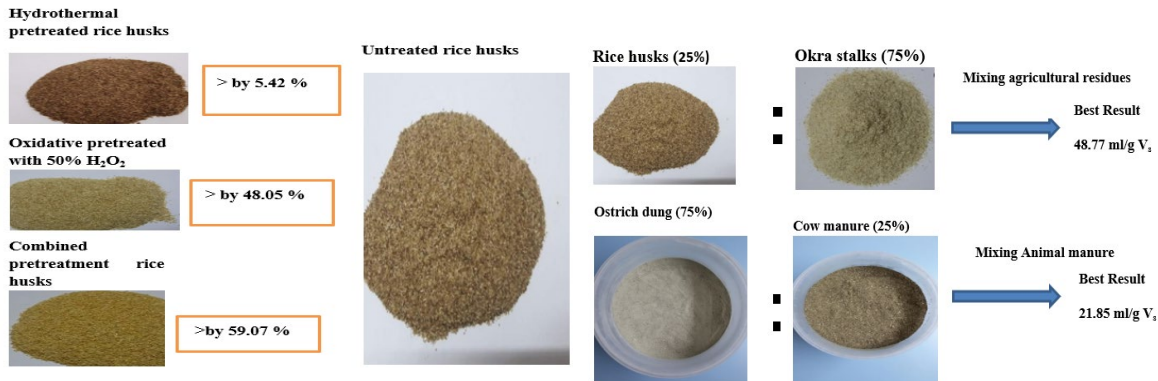 Hydrothermal
pretreated rice husks
> by 5.42 %
Oxidative pretreated
with 50% H₂O₂
> by 48.05 %
Combined
pretreatment rice
husks
>by 59.07 %
Untreated rice husks
Rice husks (25%)
:
Okra stalks (75%)
Mixing agricultural residues
Best Result
48.77 ml/g Vₛ
Ostrich dung (75%)
:
Cow manure (25%)
Mixing Animal manure
Best Result
21.85 ml/g Vₛ